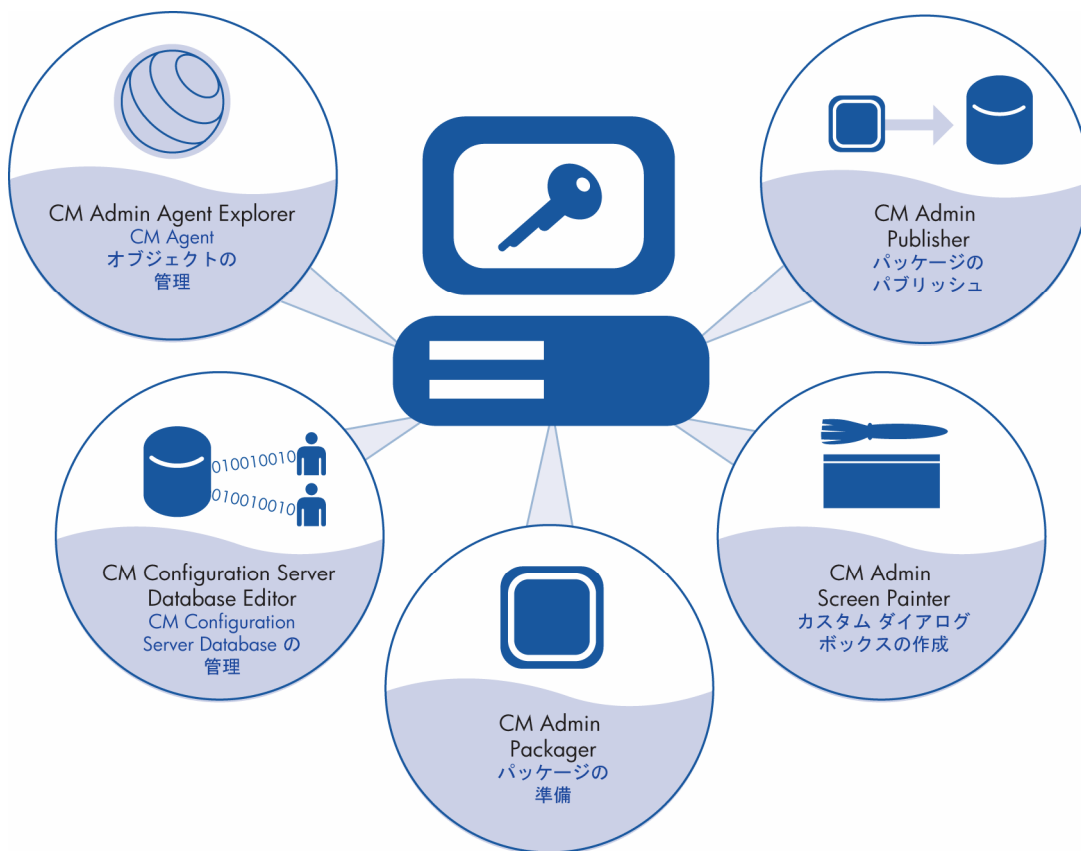 CM Admin Agent Explorer
CM Agent
オブジェクトの
管理
CM Admin
Publisher
パッケージの
パブリッシュ
010010010
010010010
CM Configuration Server
Database Editor
CM Configuration
Server Database の
管理
CM Admin
Screen Painter
カスタム ダイアログ
ボックスの作成
CM Admin
Packager
パッケージの
準備